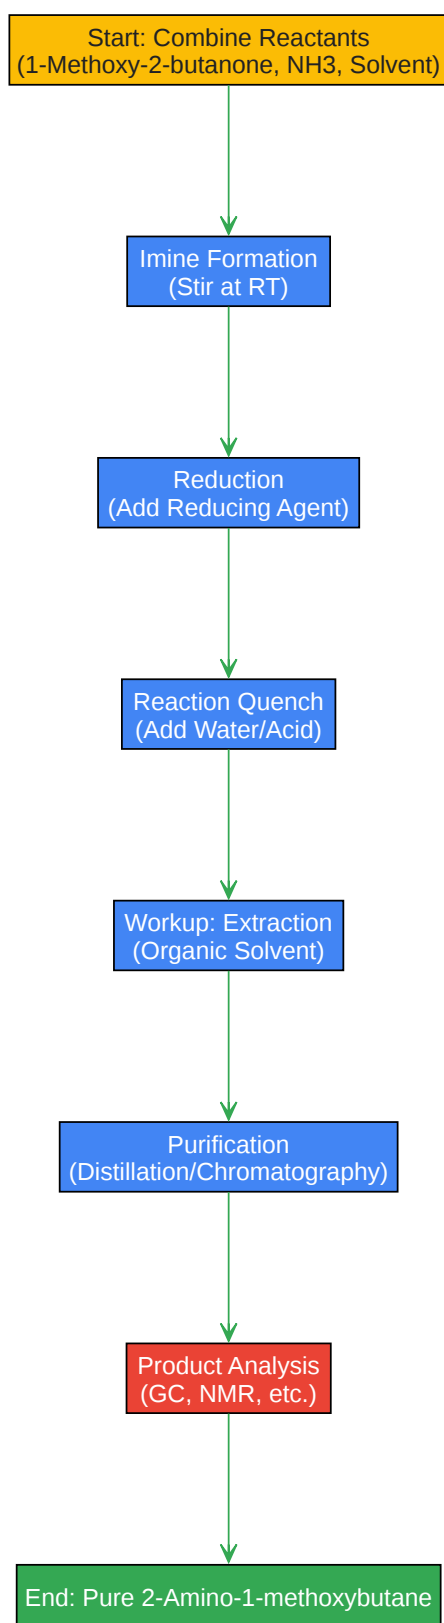 Start: Combine Reactants
(1-Methoxy-2-butanone, NH3, Solvent)
Imine Formation
(Stir at RT)
Reduction
(Add Reducing Agent)
Reaction Quench
(Add Water/Acid)
Workup: Extraction
(Organic Solvent)
Purification
(Distillation/Chromatography)
Product Analysis
(GC, NMR, etc.)
End: Pure 2-Amino-1-methoxybutane